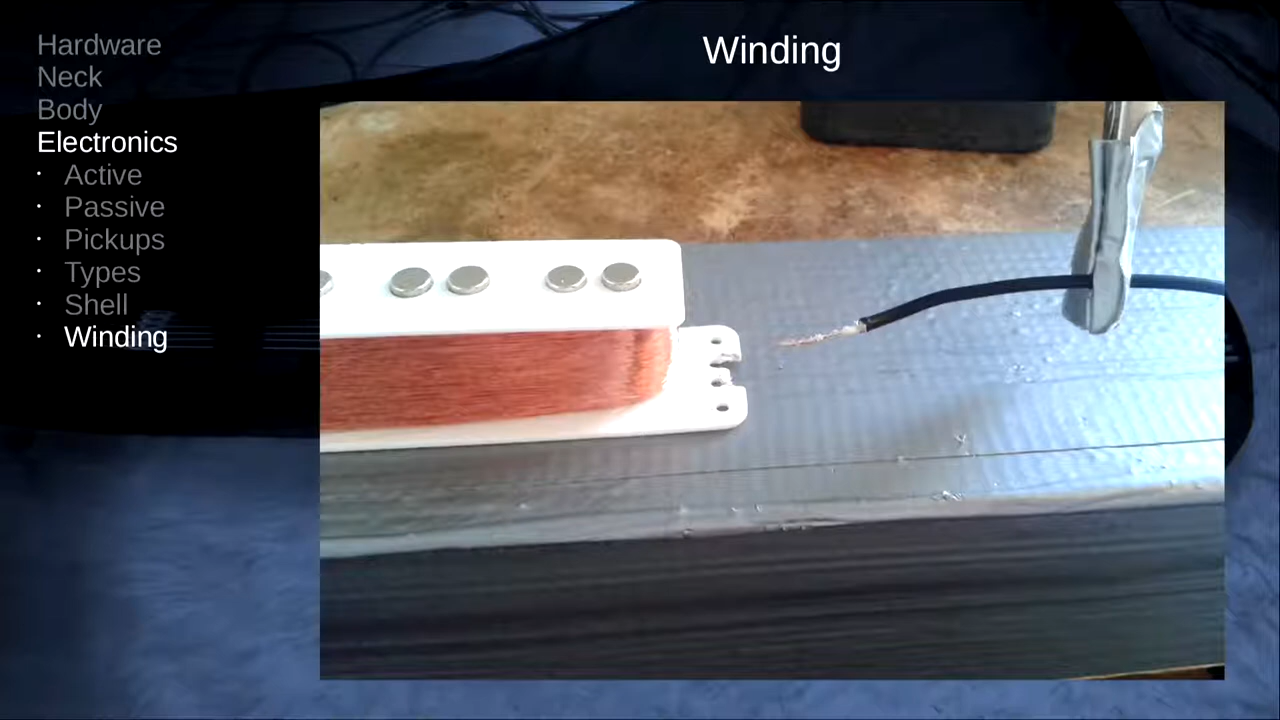 Winding
Hardware
Neck
Body
Electronics
· Active
· Passive
· Pickups
· Types
· Shell
· Winding